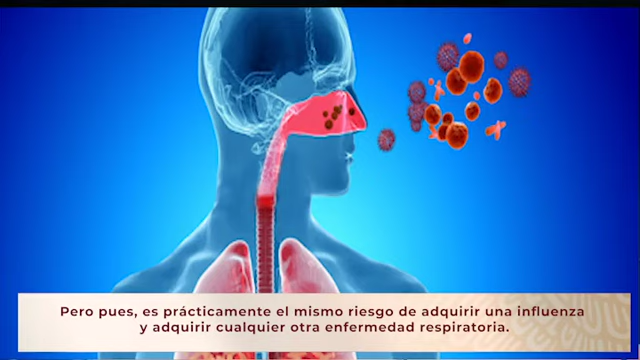 Pero pues, es prácticamente el mismo riesgo de adquirir una influenza
y adquirir cualquier otra enfermedad respiratoria.